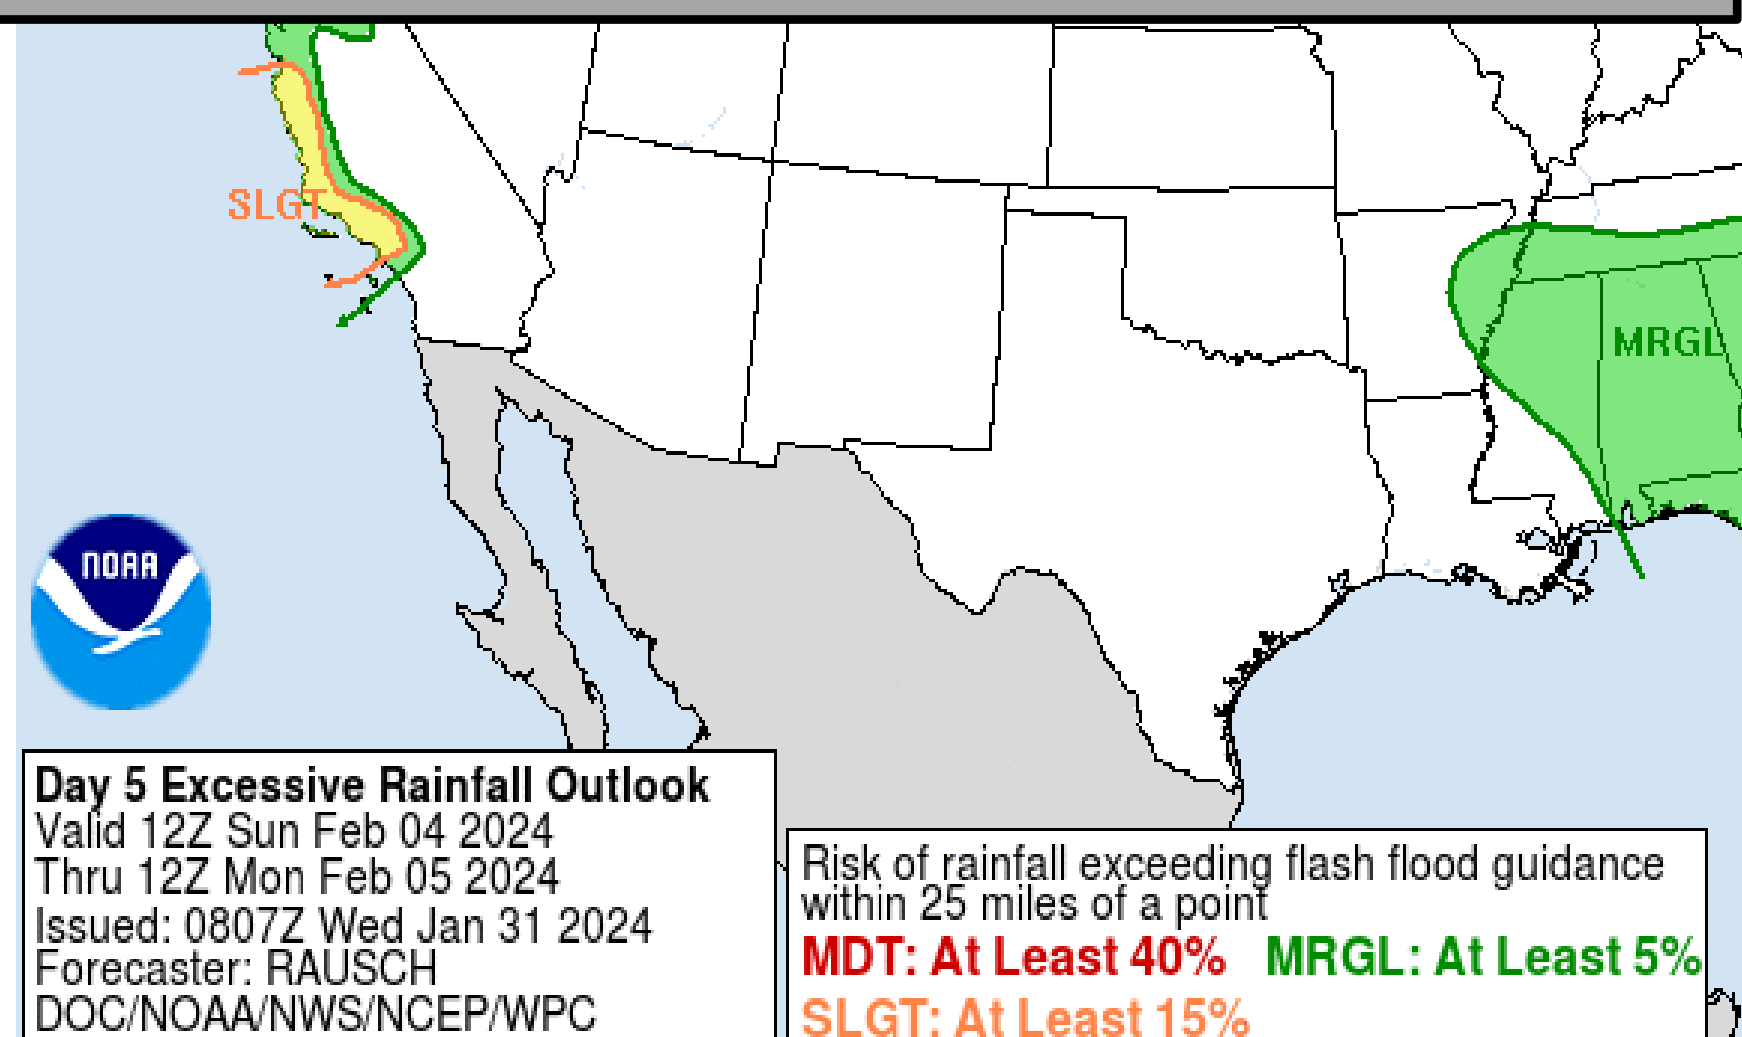 SLGT
MRGL
NOAA
Day 5 Excessive Rainfall Outlook
Valid 12Z Sun Feb 04 2024
Thru 12Z Mon Feb 05 2024
Issued: 0807Z Wed Jan 31 2024
Forecaster: RAUSCH
DOC/NOAA/NWS/NCEP/WPC
Risk of rainfall exceeding flash flood guidance
within 25 miles of a point
MDT: At Least 40% MRGL: At Least 5%
SLGT: At Least 15%